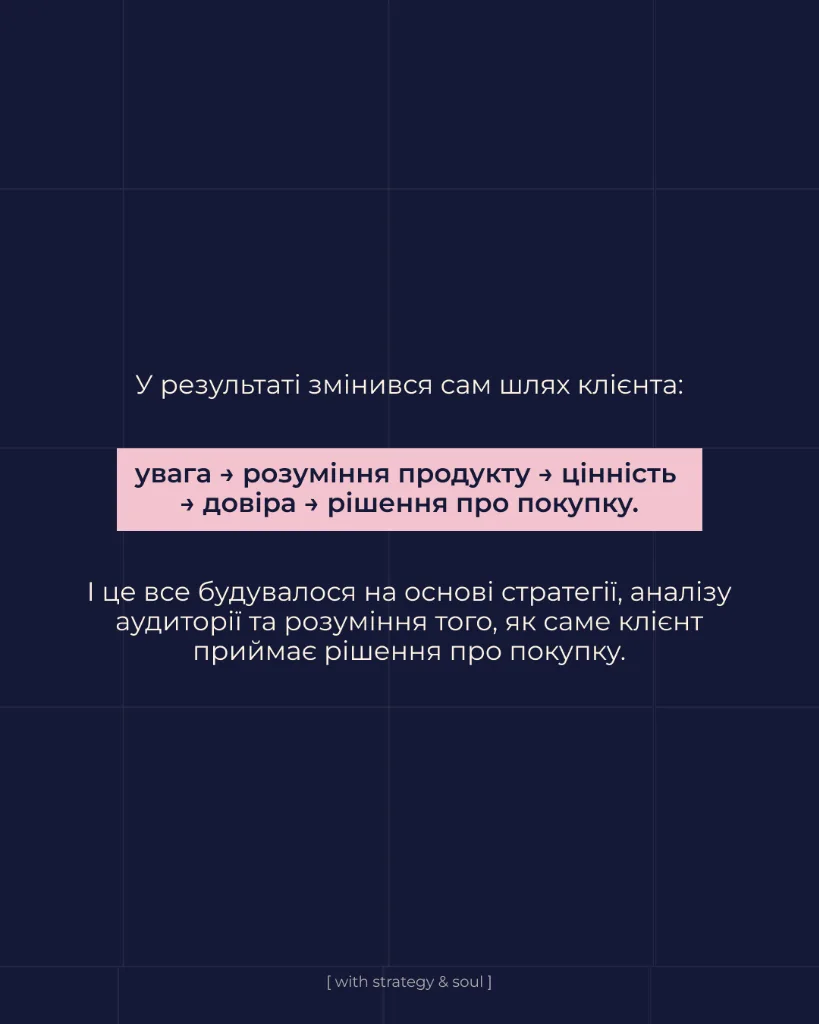 У результаті змінився сам шлях клієнта:
увага → розуміння продукту → цінність
→ довіра → рішення про покупку.
І це все будувалося на основі стратегії, аналізу
аудиторії та розуміння того, як саме клієнт
приймає рішення про покупку.
[ with strategy & soul ]